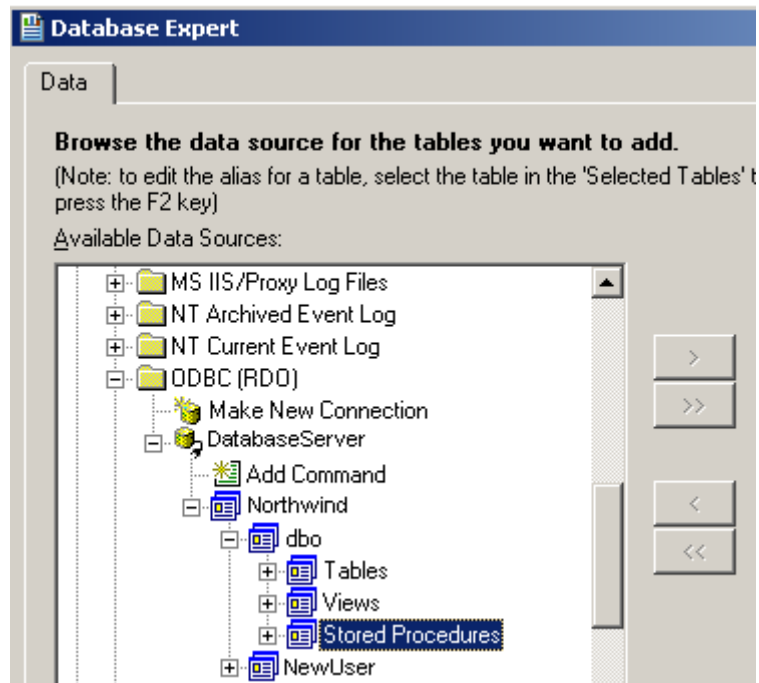 Database Expert
Data
Browse the data source for the tables you want to add.
(Note: to edit the alias for a table, select the table in the 'Selected Tables'
press the F2 key)
Available Data Sources:
MS IIS/Proxy Log Files
NT Archived Event Log
NT Current Event Log
ODBC (RDO)
Make New Connection
DatabaseServer
Add Command
Northwind
dbo
Tables
Views
Stored Procedures
NewUser
>
>>
<
<<